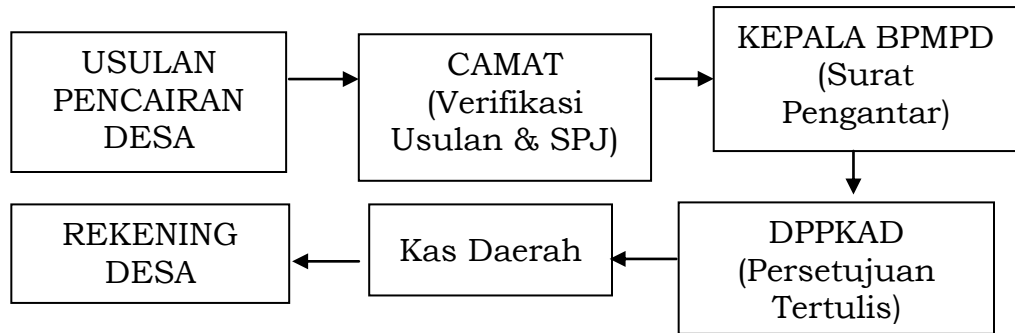 USULAN
PENCAIRAN
DESA
CAMAT
(Verifikasi
Usulan & SPJ)
KEPALA BPMPD
(Surat
Pengantar)
DPPKAD
(Persetujuan
Tertulis)
Kas Daerah
REKENING
DESA